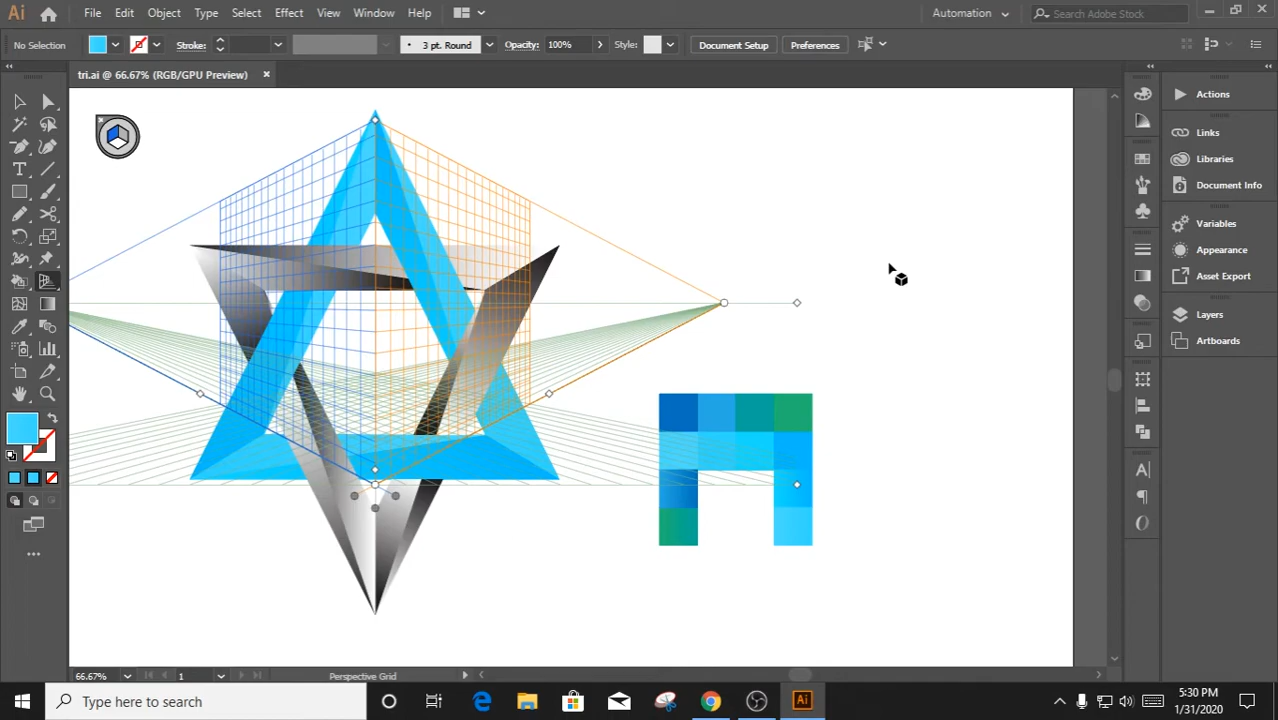 Ai File Edit Object Type Select Effect View Window Help Automation Search Adobe Stock
No Selection Stroke: 3 pt. Round Opacity: 100% Style: Document Setup Preferences
tri.ai @ 66.67% (RGB/GPU Preview)
Actions
Links
Libraries
Document Info
Variables
Appearance
Asset Export
Layers
Artboards
66.67% 1 Perspective Grid
Type here to search Ai 5:30 PM
1/31/2020